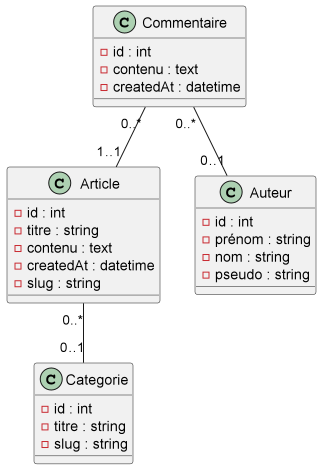 C Commentaire
id : int
contenu : text
createdAt : datetime
0..*
0..*
1..1
0..1
C Article
id : int
titre : string
contenu : text
createdAt : datetime
slug : string
C Auteur
id : int
prénom : string
nom : string
pseudo : string
0..*
0..1
C Categorie
id : int
titre : string
slug : string